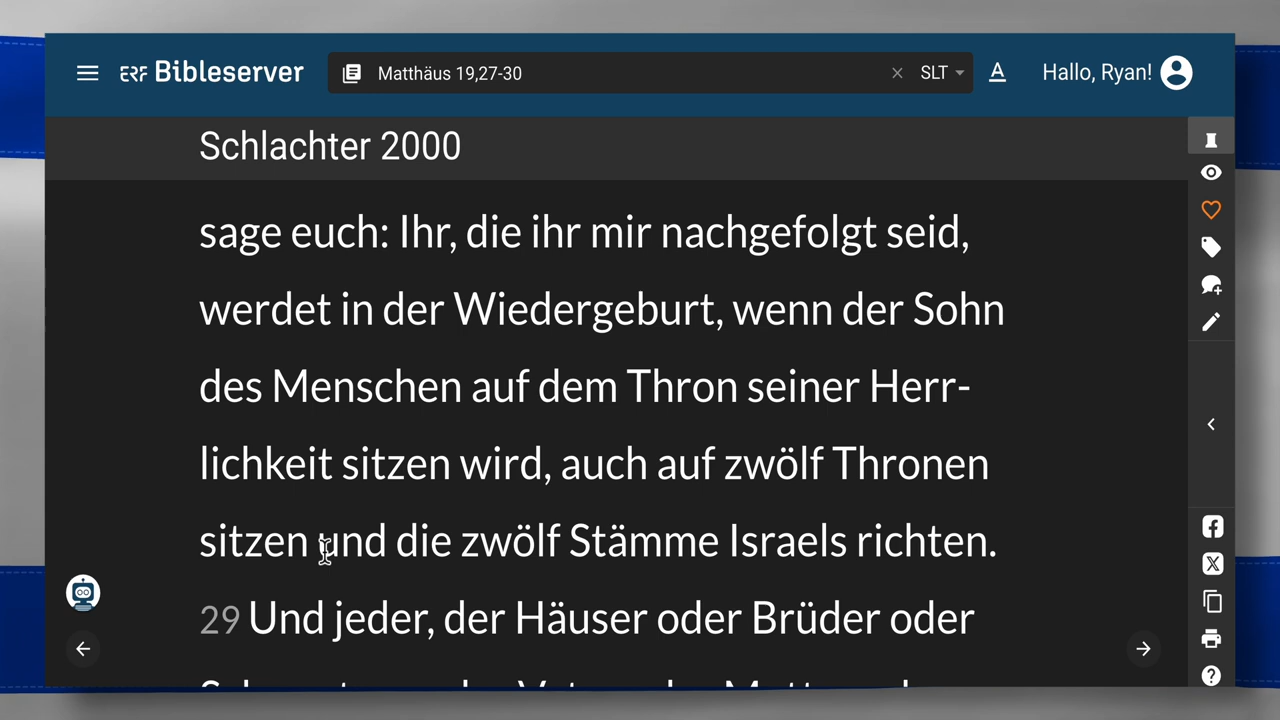 ERF Bibleserver
Matthäus 19,27-30
SLT
A
Hallo, Ryan!
Schlachter 2000
sage euch: Ihr, die ihr mir nachgefolgt seid,
werdet in der Wiedergeburt, wenn der Sohn
des Menschen auf dem Thron seiner Herr-
lichkeit sitzen wird, auch auf zwölf Thronen
sitzen und die zwölf Stämme Israels richten.
29 Und jeder, der Häuser oder Brüder oder